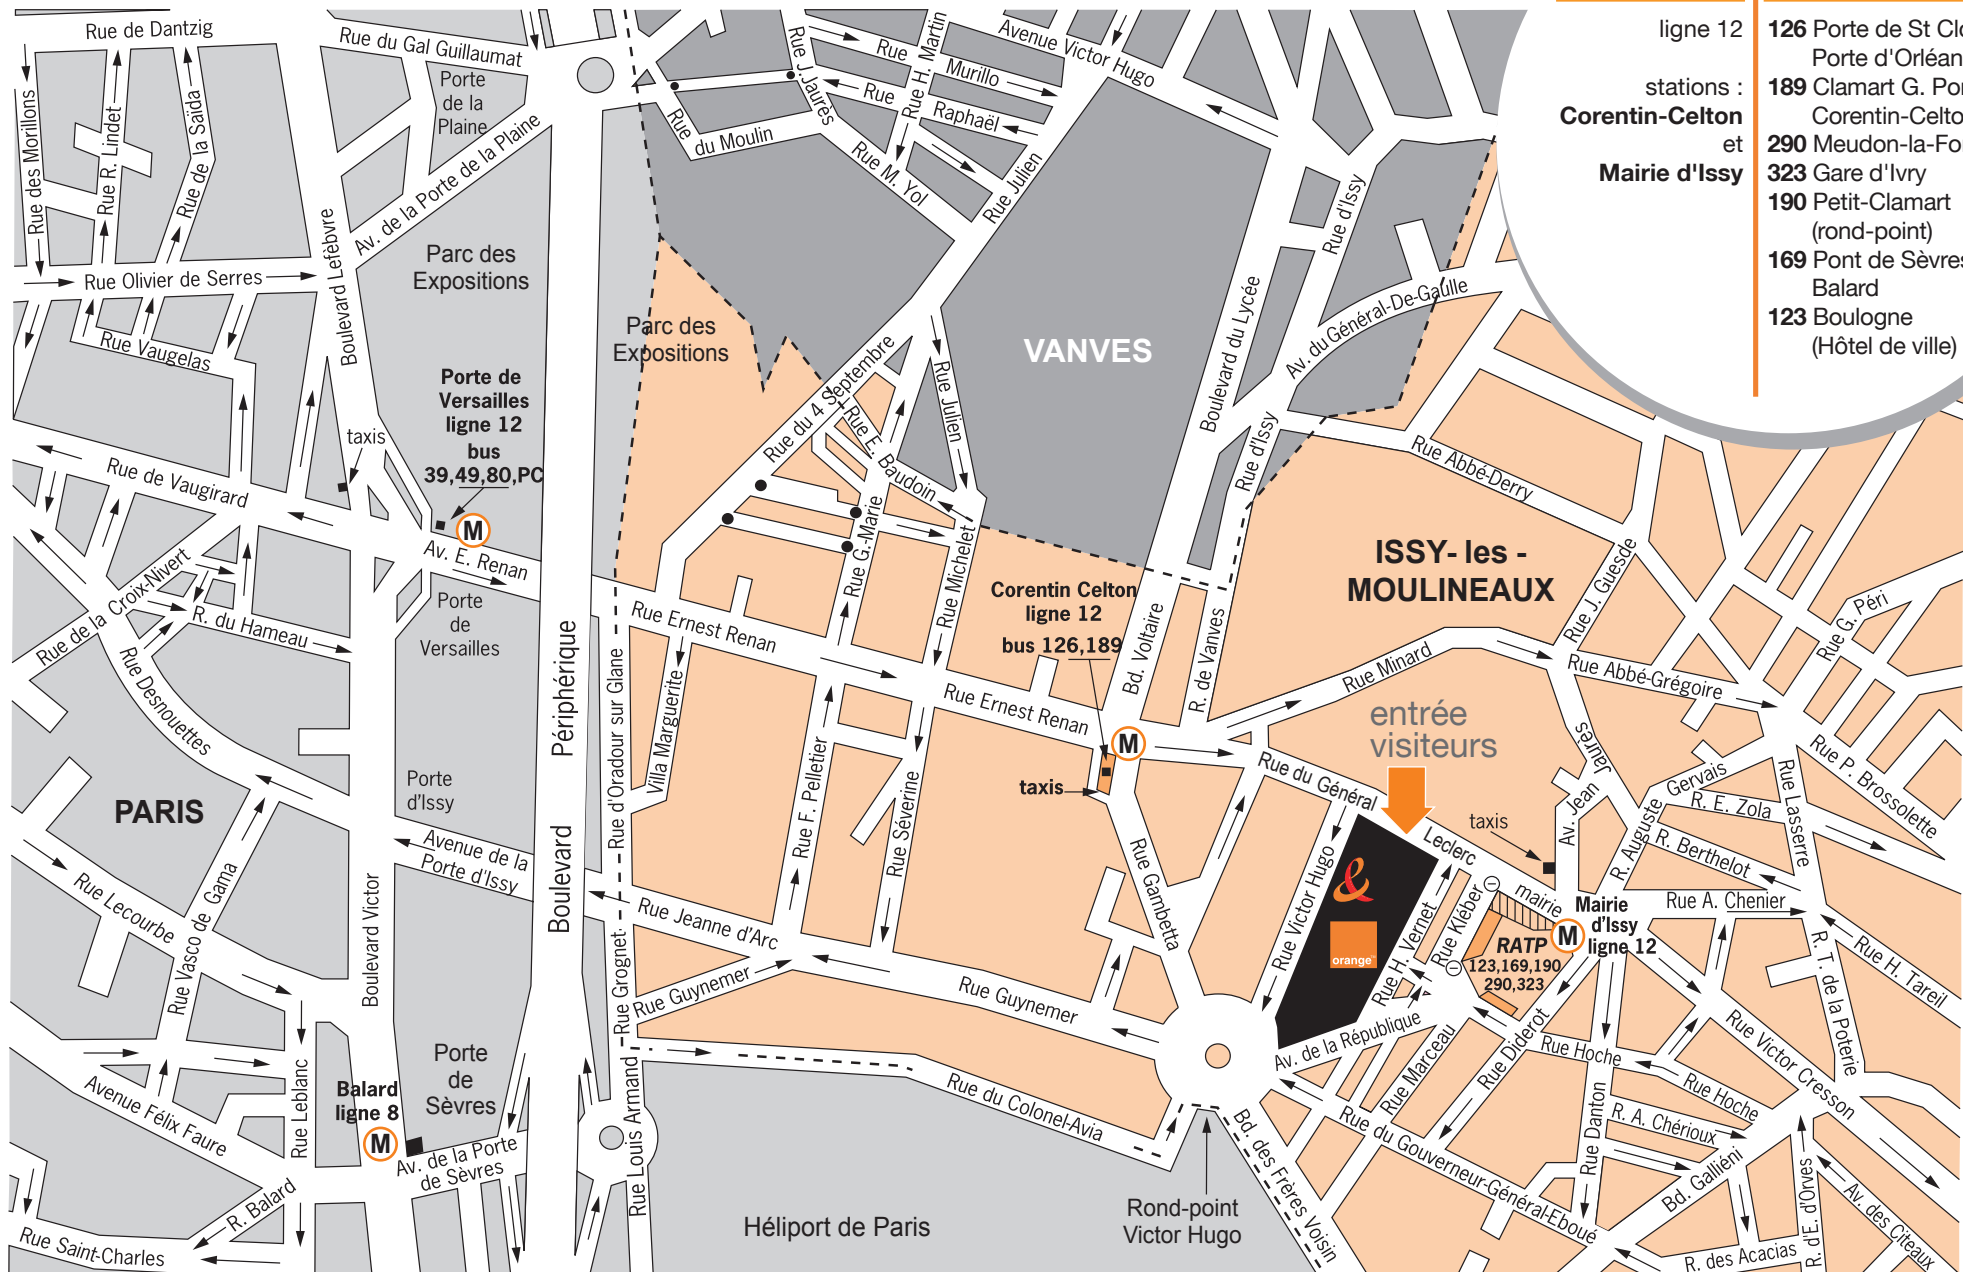 Rue de Dantzig
Rue du Gal Guillaumat
Porte
de la
Plaine
Av. de la Porte de la Plaine
Rue des Morillons
Rue R. Lindet
Rue de la Saïda
Boulevard Lefebvre
Rue Olivier de Serres
Rue Vaugelas
Parc des
Expositions
Parc des
Expositions
Rue J.Jaurès
Rue
Murillo
Rue H. Martin
Avenue Victor Hugo
Rue
Raphaël
Rue
du Moulin
Rue M. Yol
Rue Julien
Rue d'Issy
ligne 12
stations :
Corentin-Celton
et
Mairie d'Issy
126 Porte de St Clo
Porte d'Orléan
189 Clamart G. Por
Corentin-Celto
290 Meudon-la-For
323 Gare d'Ivry
190 Petit-Clamart
(rond-point)
169 Pont de Sèvres
Balard
123 Boulogne
(Hôtel de ville)
VANVES
Boulevard du Lycée
Av. du Général-De-Gaulle
Porte de
Versailles
ligne 12
bus
39,49,80,PC
taxis
M
Rue de Vaugirard
Av. E. Renan
Rue du 4 Septembre
Rue Julien
Rue E. Baudoin
Rue G.-Marie
Rue Michelet
Rue d'Issy
Rue Abbé-Derry
ISSY- les -
MOULINEAUX
Rue J. Guesde
Rue G. Péri
Rue de la Croix-Nivert
R. du Hameau
Porte
de
Versailles
Rue Desnouettes
Boulevard Périphérique
Rue d'Oradour sur Glane
Rue Ernest Renan
Villa Marguerite
Rue F. Pelletier
Rue Séverine
Rue Ernest Renan
Corentin Celton
ligne 12
bus 126,189
Bd. Voltaire
R. de Vanves
M
taxis
Rue Minard
Rue Abbé-Grégoire
entrée
visiteurs
Rue du Général
Leclerc
Av. Jean
Jaurès
R. Auguste
Gervais
Rue P. Brossolette
R. E. Zola
Rue Lasserre
R. Berthelot
Rue A. Chenier
taxis
mairie
Mairie
d'Issy
ligne 12
M
RATP
123,169,190
290,323
PARIS
Porte
d'Issy
Avenue de la
Porte d'Issy
Rue Lecourbe
Rue Vasco de Gama
Boulevard Victor
Rue Jeanne d'Arc
Rue Grognet
Rue Guynemer
Rue Guynemer
Rue Gambetta
Rue Victor Hugo
orange
Rue H. Vernet
Rue Kléber
R. T. de la Poterie
Rue H. Tareil
Av. de la République
Rue Marceau
Rue Diderot
Rue Hoche
Rue Hoche
Rue Victor Cresson
Rue Danton
R. A. Chérioux
Bd. Galliéni
Avenue Félix Faure
Rue Leblanc
Balard
ligne 8
M
Porte
de
Sèvres
Av. de la Porte
de Sèvres
Rue Louis Armand
R. Balard
Rue Saint-Charles
Rue du Colonel-Avia
Héliport de Paris
Rond-point
Victor Hugo
Bd. des Frères Voisin
Rue du Gouverneur-Général-Eboué
R. des Acacias
R. d'E. d'Orves
Av. des Citeaux